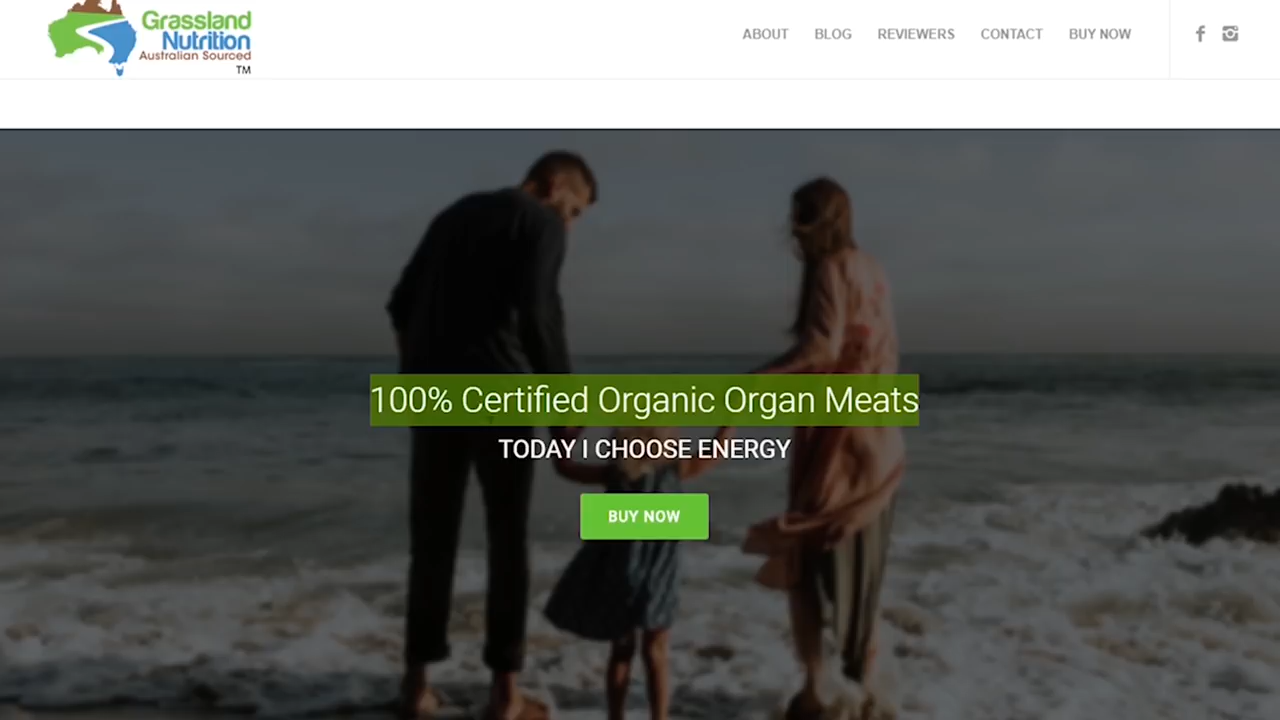 Grassland
Nutrition
Australian Sourced
TM
ABOUT BLOG REVIEWERS CONTACT BUY NOW
100% Certified Organic Organ Meats
TODAY I CHOOSE ENERGY
BUY NOW